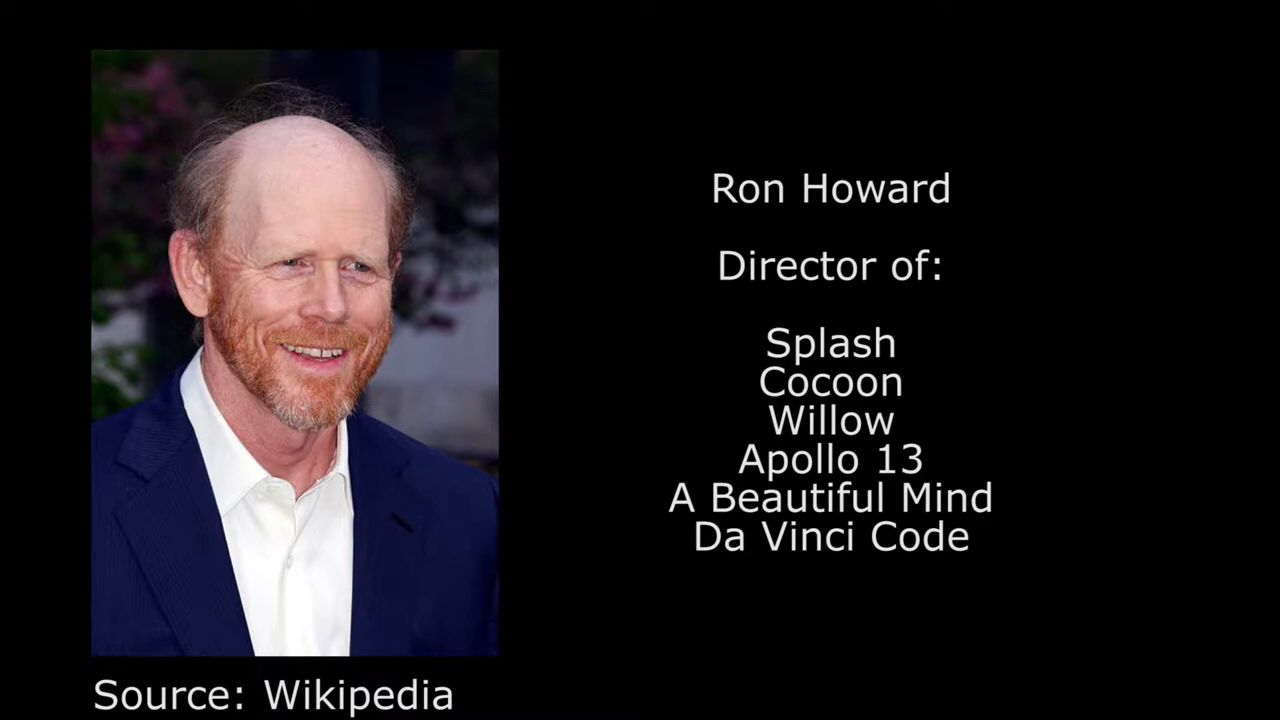 Ron Howard
Director of:
Splash
Cocoon
Willow
Apollo 13
A Beautiful Mind
Da Vinci Code
Source: Wikipedia